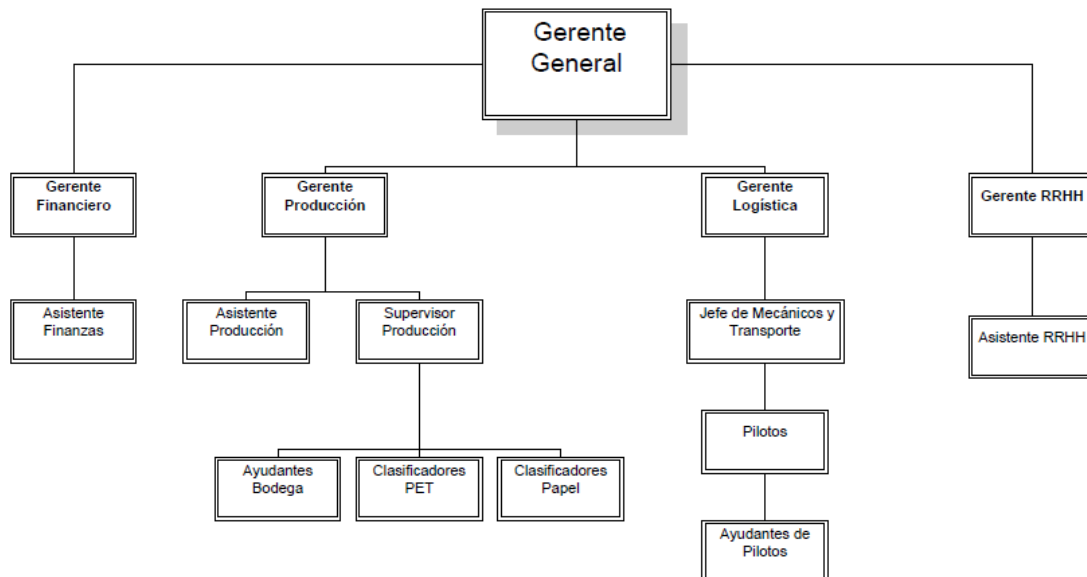 Gerente
General
Gerente
Financiero
Gerente
Producción
Gerente
Logística
Gerente RRHH
Asistente
Finanzas
Asistente
Producción
Supervisor
Producción
Jefe de Mecánicos y
Transporte
Asistente RRHH
Pilotos
Ayudantes
Bodega
Clasificadores
PET
Clasificadores
Papel
Ayudantes de
Pilotos